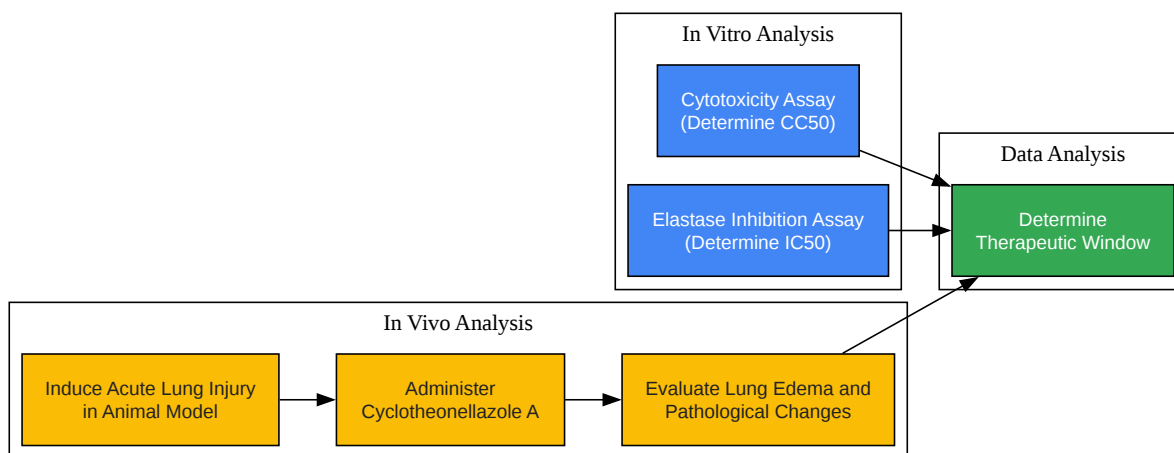 In Vitro Analysis
Cytotoxicity Assay
(Determine CC50)
Elastase Inhibition Assay
(Determine IC50)
Data Analysis
Determine
Therapeutic Window
In Vivo Analysis
Induce Acute Lung Injury
in Animal Model
Administer
Cyclotheonellazole A
Evaluate Lung Edema and
Pathological Changes